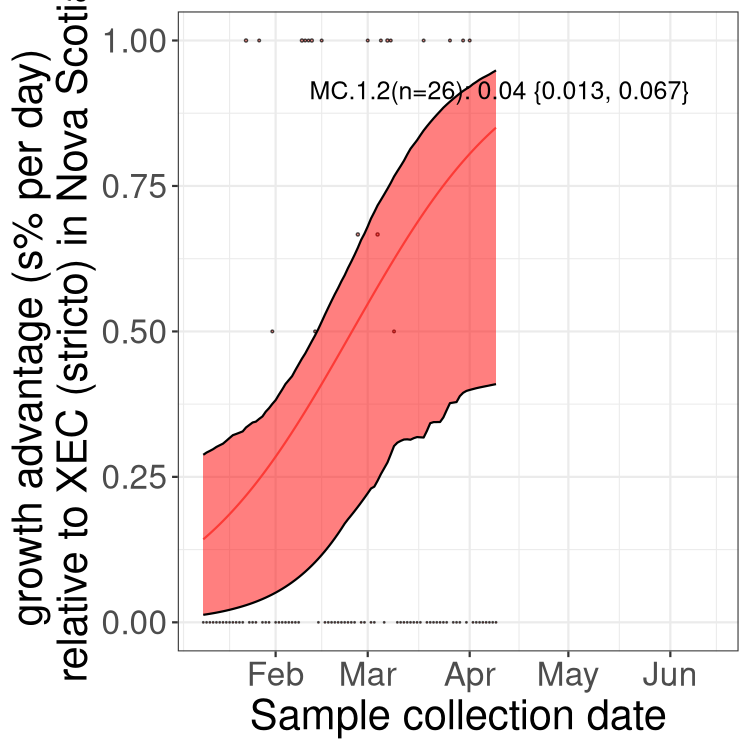 growth advantage (s% per day)
relative to XEC (stricto) in Nova Scotia
1.00
0.75
0.50
0.25
0.00
MC.1.2(n=26): 0.04 {0.013, 0.067}
Feb Mar Apr May Jun
Sample collection date